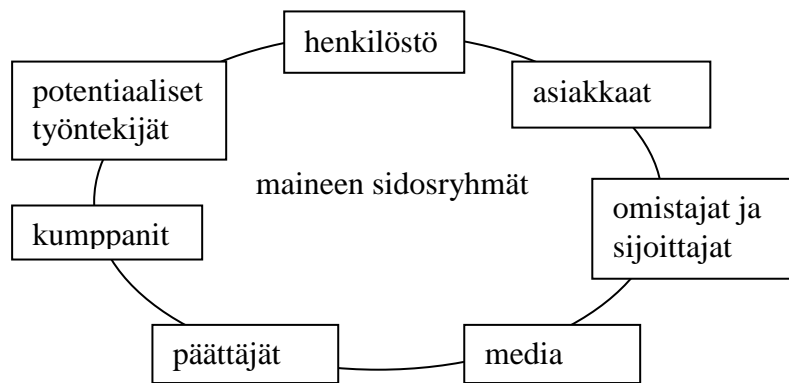 henkilöstö
potentiaaliset
työntekijät
asiakkaat
maineen sidosryhmät
omistajat ja
sijoittajat
kumppanit
päättäjät
media